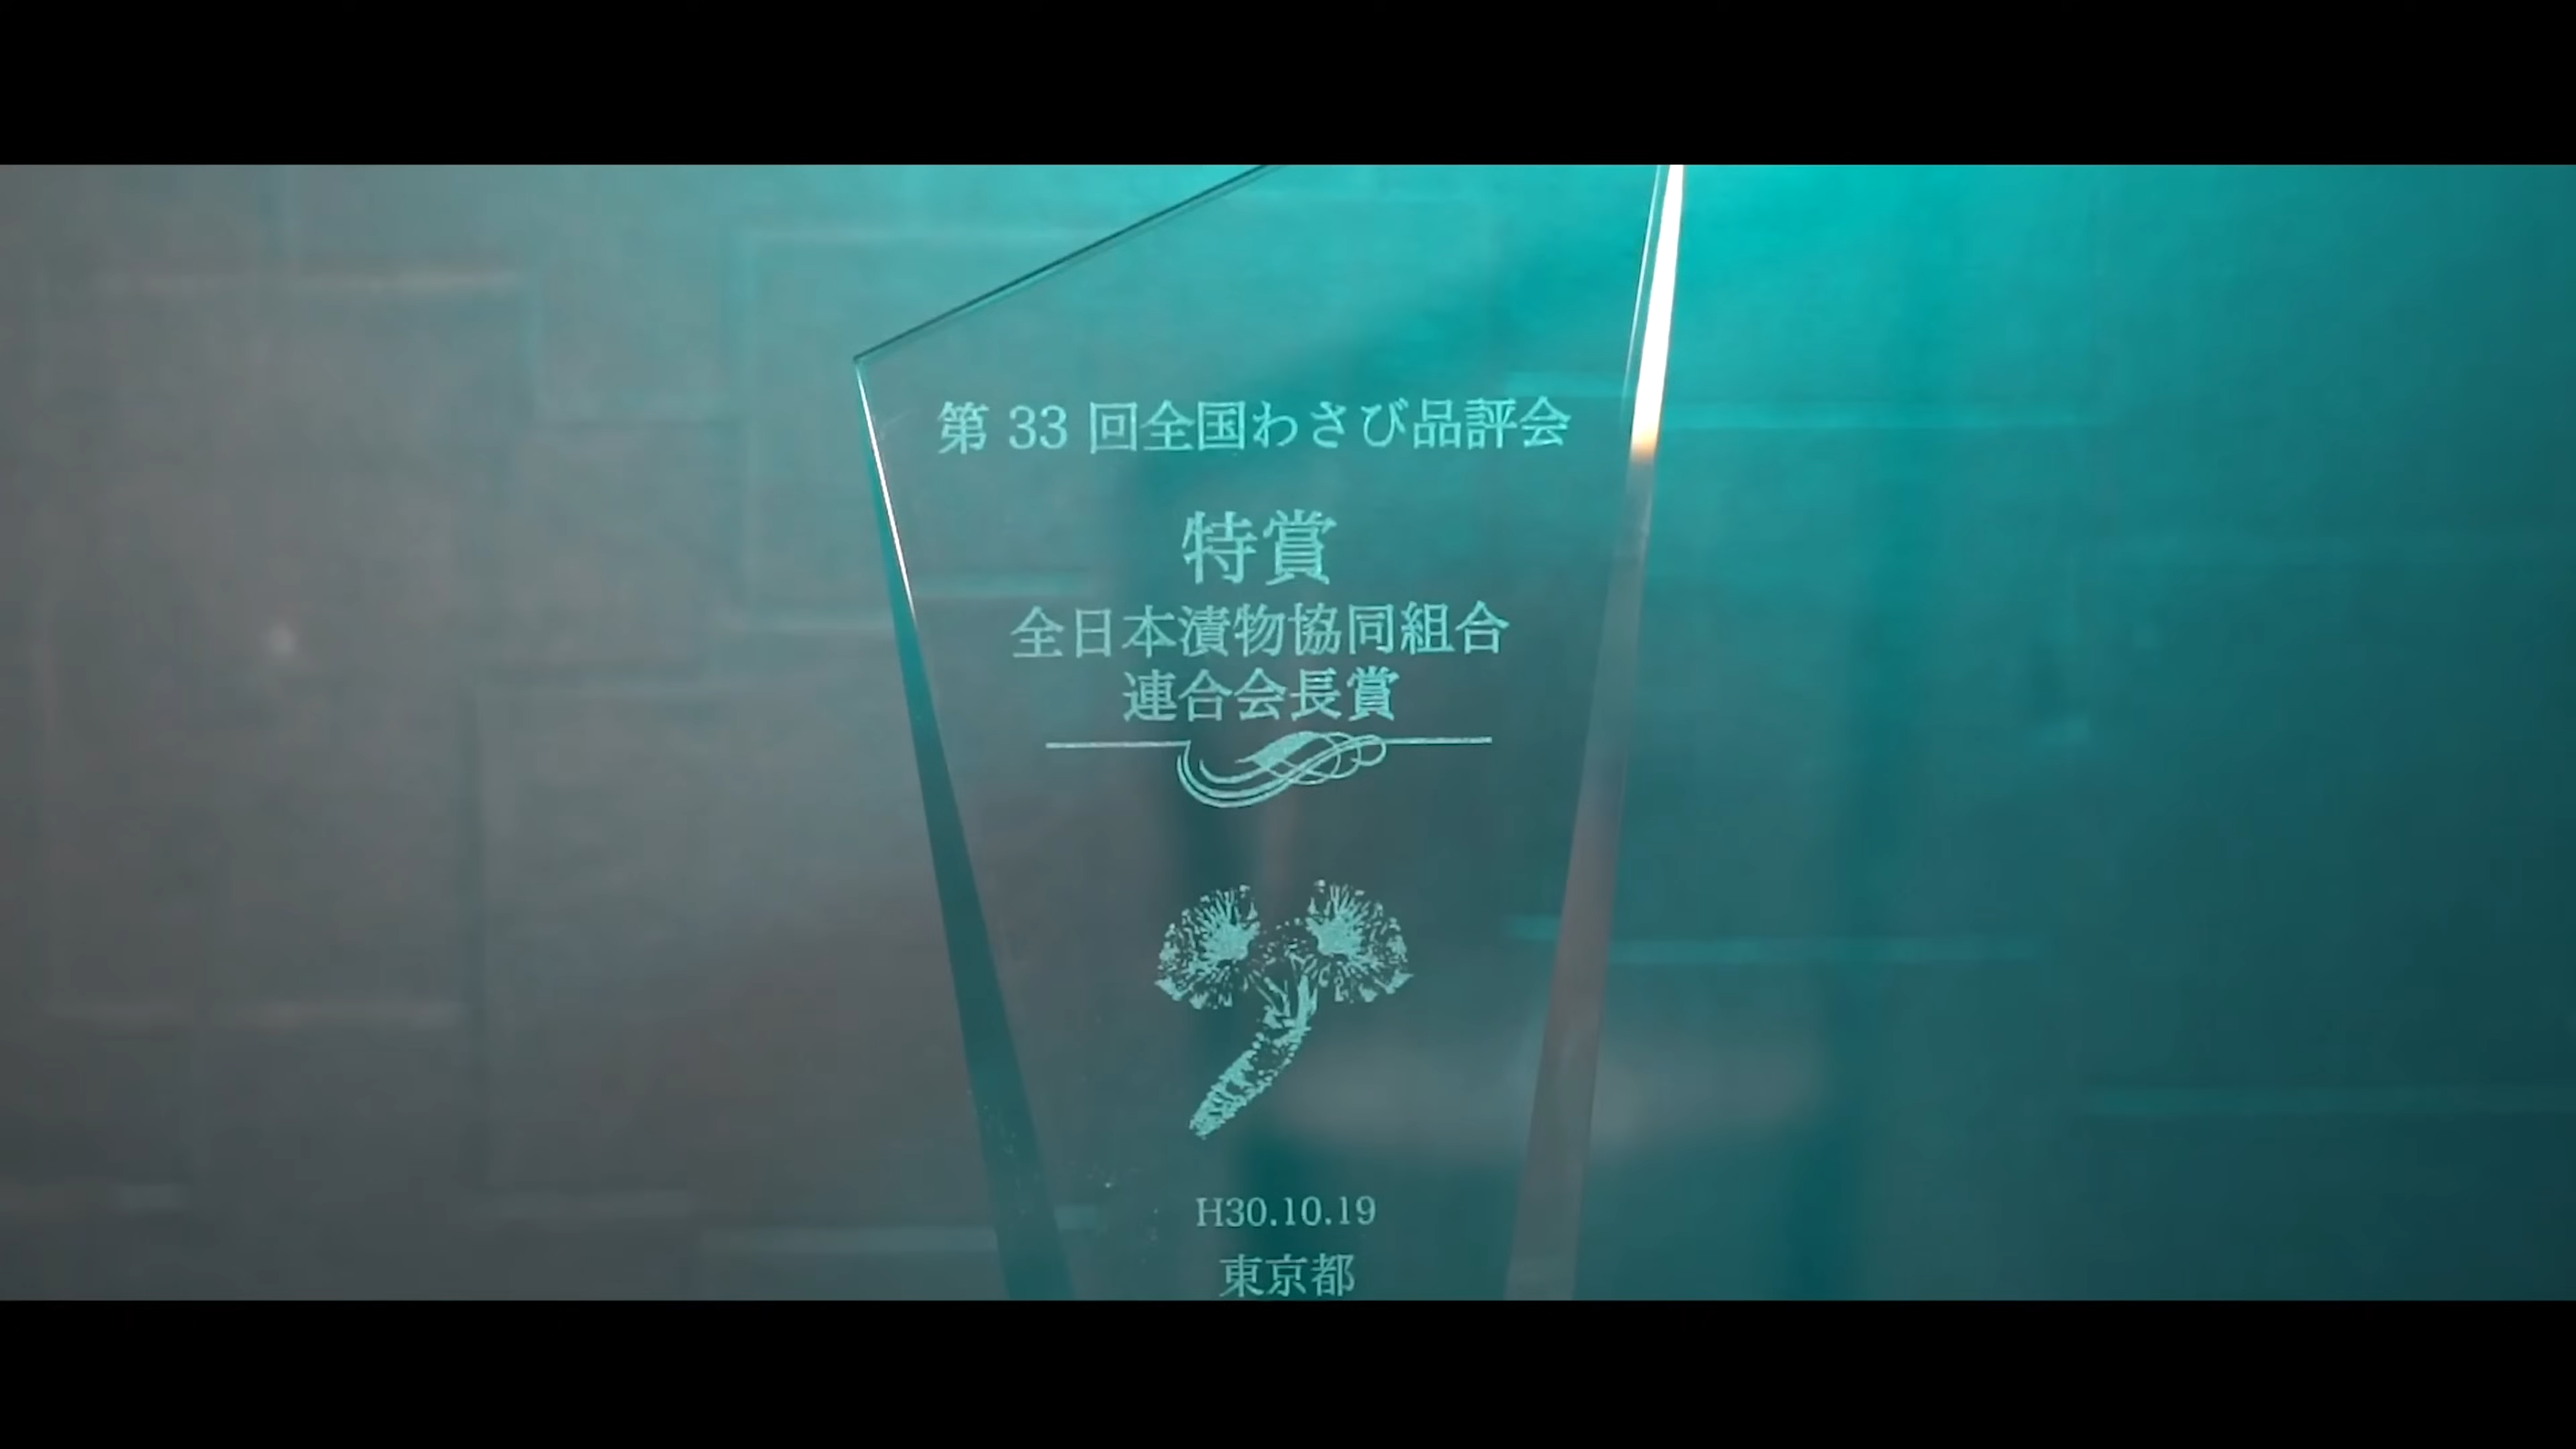 第 33 回全国わさび品評会
特賞
全日本漬物協同組合
連合会長賞
H30.10.19
東京都